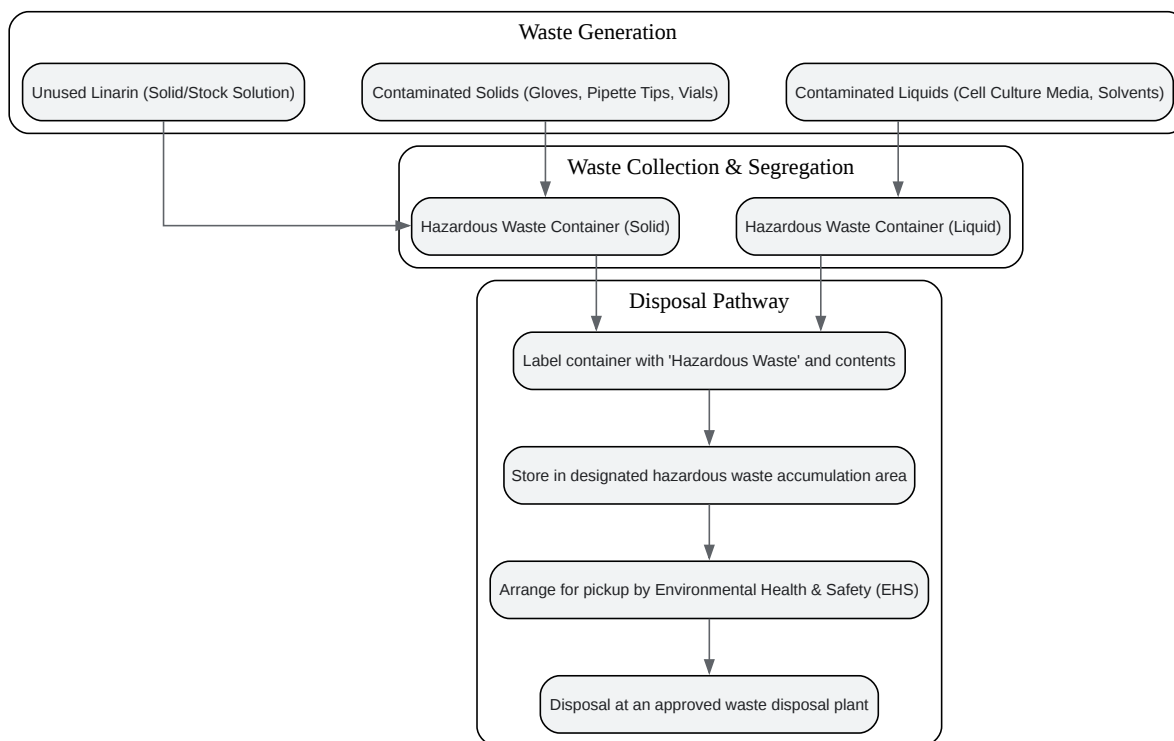 Waste Generation
Unused Linarin (Solid/Stock Solution)
Contaminated Solids (Gloves, Pipette Tips, Vials)
Contaminated Liquids (Cell Culture Media, Solvents)
Waste Collection & Segregation
Hazardous Waste Container (Solid)
Hazardous Waste Container (Liquid)
Disposal Pathway
Label container with 'Hazardous Waste' and contents
Store in designated hazardous waste accumulation area
Arrange for pickup by Environmental Health & Safety (EHS)
Disposal at an approved waste disposal plant